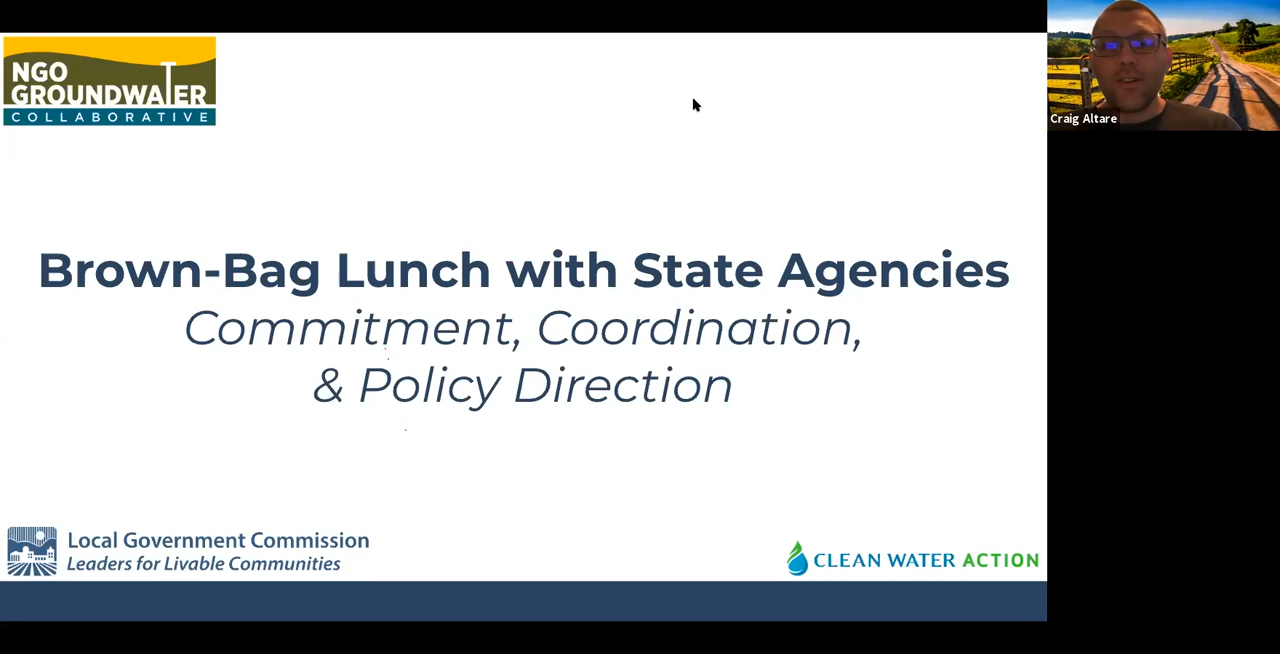 NGO
GROUNDWATER
COLLABORATIVE
Craig Altare
Brown-Bag Lunch with State Agencies
Commitment, Coordination,
& Policy Direction
Local Government Commission
Leaders for Livable Communities
CLEAN WATER ACTION